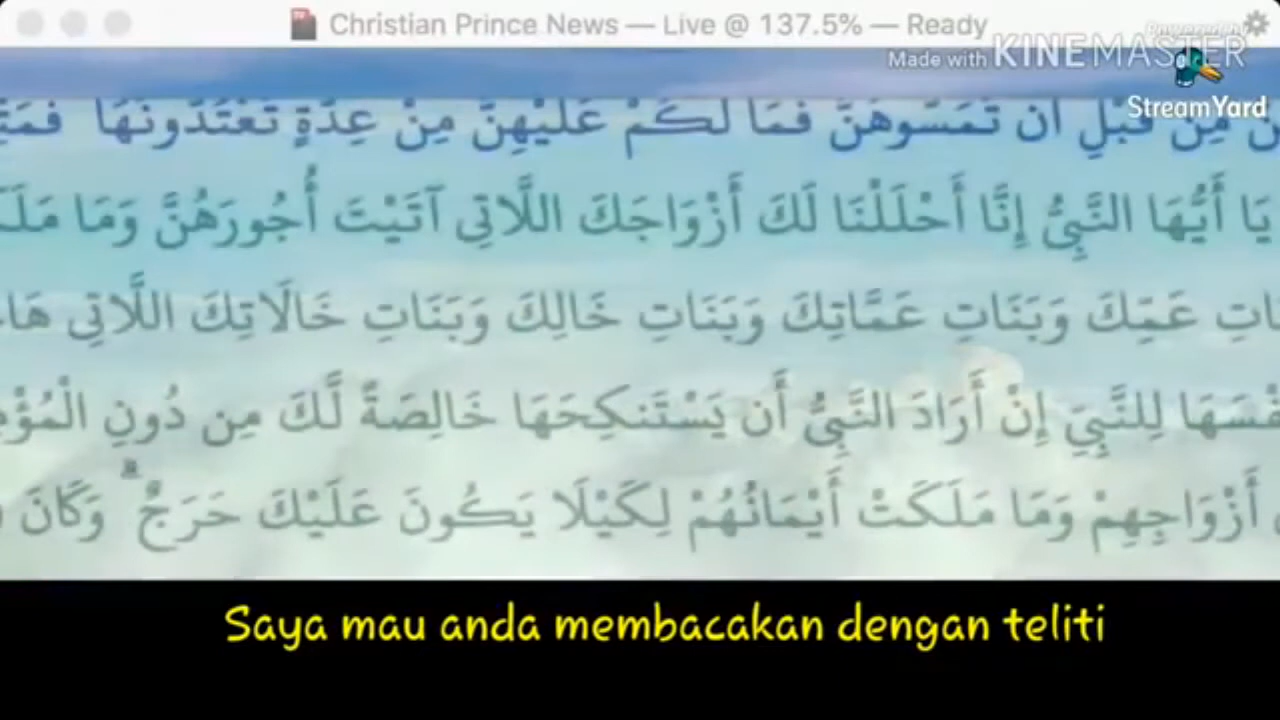 Christian Prince News — Live @ 137.5% — Ready
Made with KINEMASTER
StreamYard
مِن قَبْلِ أَن تَمَسُّوهُنَّ فَمَا لَكُمْ عَلَيْهِنَّ مِنْ عِدَّةٍ تَعْتَدُّونَهَا
يَا أَيُّهَا النَّبِيُّ إِنَّا أَحْلَلْنَا لَكَ أَزْوَاجَكَ اللَّاتِي آتَيْتَ أُجُورَهُنَّ وَمَا
عَمِّكَ وَبَنَاتِ عَمَّاتِكَ وَبَنَاتِ خَالِكَ وَبَنَاتِ خَالَاتِكَ اللَّاتِي
لِلنَّبِيِّ إِنْ أَرَادَ النَّبِيُّ أَن يَسْتَنكِحَهَا خَالِصَةً لَّكَ مِن دُونِ
أَزْوَاجِهِمْ وَمَا مَلَكَتْ أَيْمَانُهُمْ لِكَيْلَا يَكُونَ عَلَيْكَ حَرَجٌ ۗ وَكَانَ
Saya mau anda membacakan dengan teliti